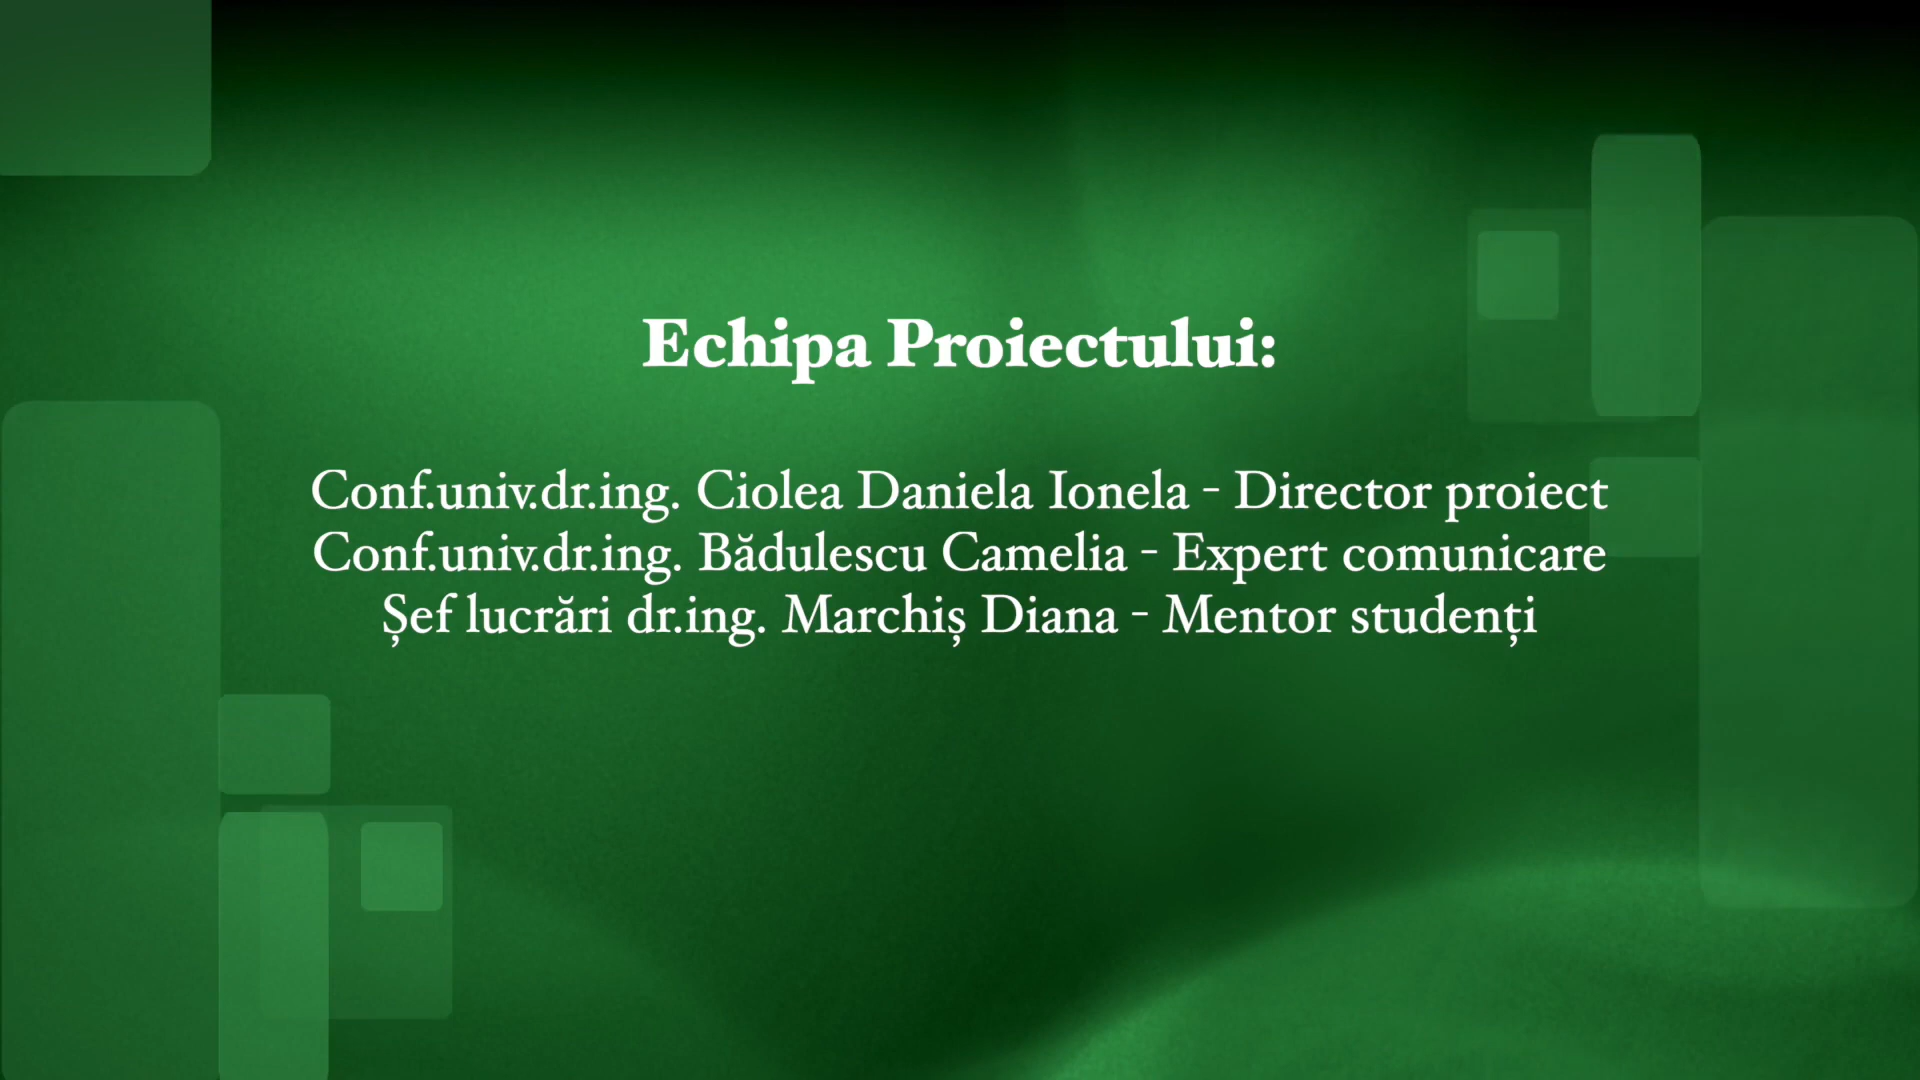 Echipa Proiectului:
Conf.univ.dr.ing. Ciolea Daniela Ionela - Director proiect
Conf.univ.dr.ing. Bădulescu Camelia - Expert comunicare
Șef lucrări dr.ing. Marchiș Diana - Mentor studenți